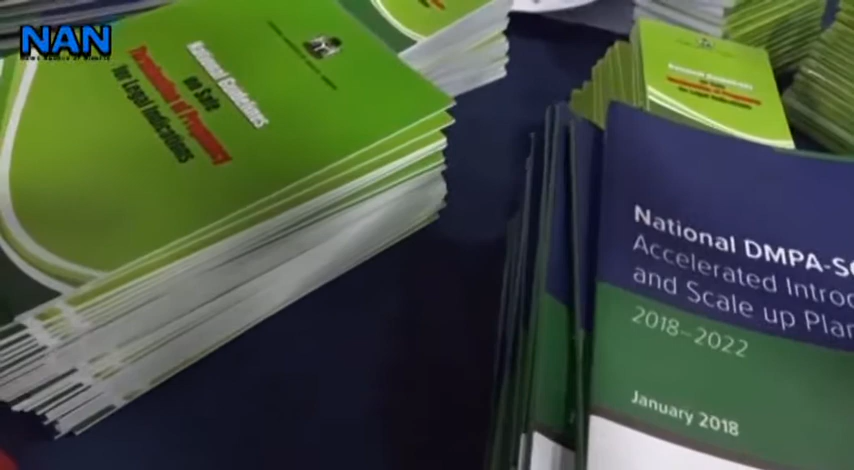 NAN
National Guidelines
on Safe
Termination of Pregnancy
for Legal Indications
National DMPA-SC
Accelerated Intro
and Scale up Plan
2018–2022
January 2018